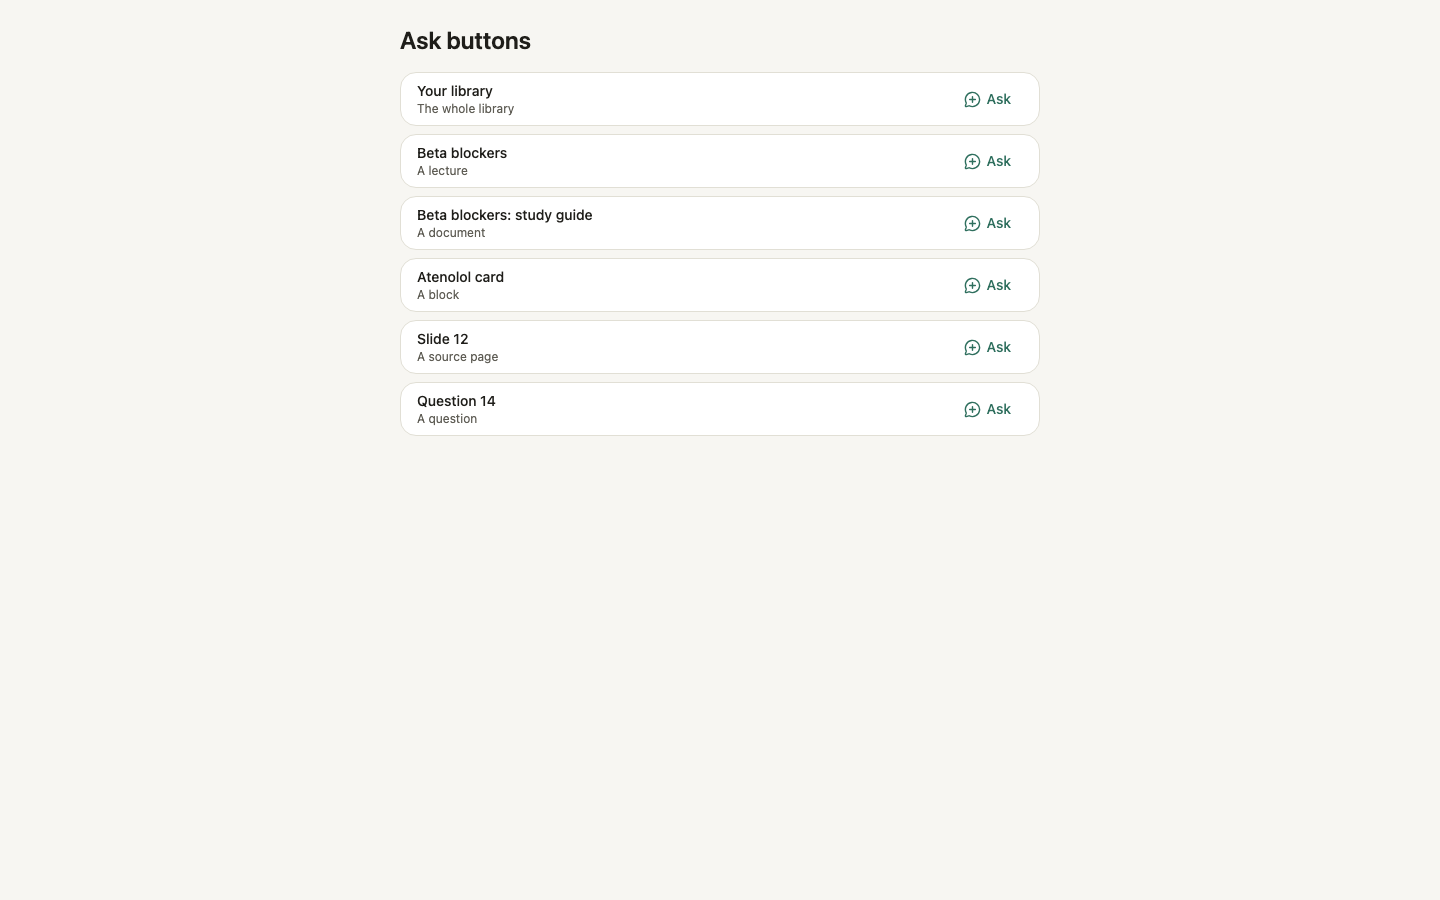 Ask buttons
Your library
The whole library
Ask
Beta blockers
A lecture
Ask
Beta blockers: study guide
A document
Ask
Atenolol card
A block
Ask
Slide 12
A source page
Ask
Question 14
A question
Ask